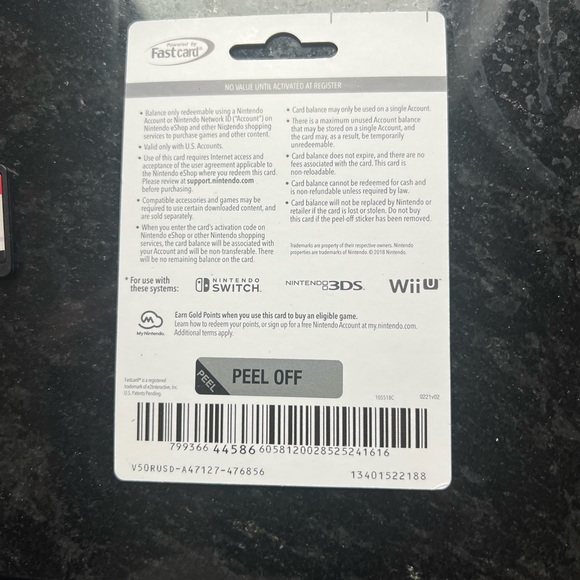 Powered by
Fastcard®
NO VALUE UNTIL ACTIVATED AT REGISTER
• Balance only redeemable using a Nintendo
Account or Nintendo Network ID ("Account") on
Nintendo eShop and other Nintendo shopping
services to purchase games and other content.
• Valid only with U.S. Accounts.
• Use of this card requires Internet access and
acceptance of the user agreement applicable to
the Nintendo eShop where you redeem this card.
Please review at support.nintendo.com
before purchasing.
• Compatible accessories and games may be
required to use certain downloaded content, and
are sold separately.
• When you enter the card's activation code on
Nintendo eShop or other Nintendo shopping
services, the card balance will be associated with
your Account and will be non-transferable. There
will be no remaining balance on the card.
• Card balance may only be used on a single Account.
• There is a maximum unused Account balance
that may be stored on a single Account, and
the card may, as a result, be temporarily
unredeemable.
• Card balance does not expire, and there are no
fees associated with the card. This card is
non-reloadable.
• Card balance cannot be redeemed for cash and
is non-refundable unless required by law.
• Card balance will not be replaced by Nintendo or
retailer if the card is lost or stolen. Do not buy
this card if the peel-off sticker has been removed.
Trademarks are property of their respective owners. Nintendo
properties are trademarks of Nintendo. © 2018 Nintendo.
* For use with
these systems:
NINTENDO
SWITCH™
NINTENDO3DS™
Wii U™
My Nintendo
Earn Gold Points when you use this card to buy an eligible game.
Learn how to redeem your points, or sign up for a free Nintendo Account at my.nintendo.com.
Additional terms apply.
PEEL
PEEL OFF
Fastcard® is a registered
trademark of e2interactive, Inc.
U.S. Patents Pending.
105518C
0221v02
799366 44586 6058120028525241616
V50RUSD-A47127-476856
13401522188